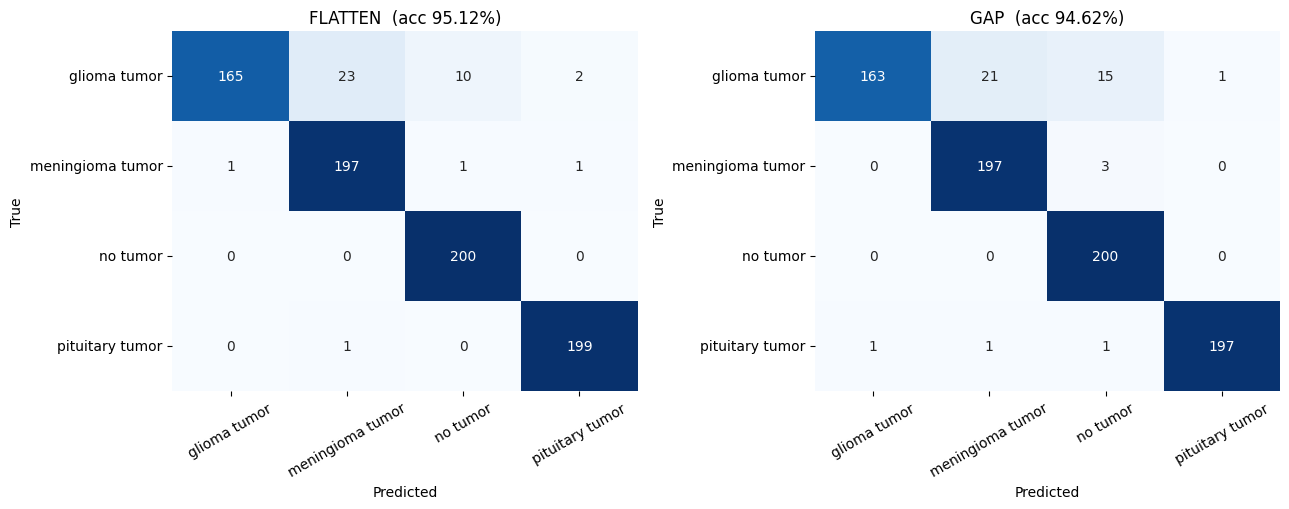 FLATTEN (acc 95.12%)
True
glioma tumor 165 23 10 2
meningioma tumor 1 197 1 1
no tumor 0 0 200 0
pituitary tumor 0 1 0 199
glioma tumor meningioma tumor no tumor pituitary tumor
Predicted
GAP (acc 94.62%)
True
glioma tumor 163 21 15 1
meningioma tumor 0 197 3 0
no tumor 0 0 200 0
pituitary tumor 1 1 1 197
glioma tumor meningioma tumor no tumor pituitary tumor
Predicted